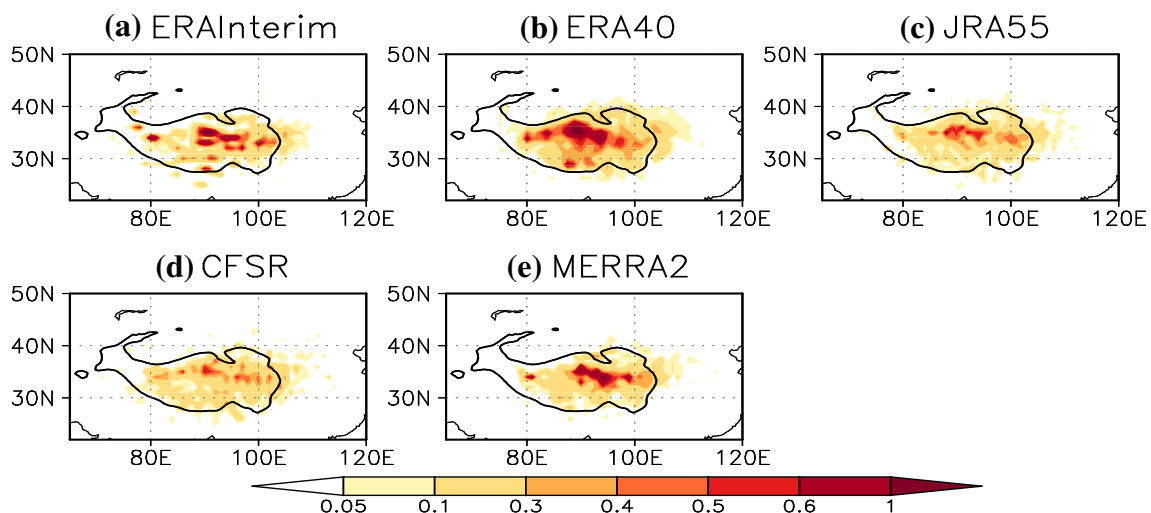 (a) ERAInterim (b) ERA40 (c) JRA55
50N 50N 50N
40N 40N 40N
30N 30N 30N
80E 100E 120E 80E 100E 120E 80E 100E 120E
(d) CFSR (e) MERRA2
50N 50N
40N 40N
30N 30N
80E 100E 120E 80E 100E 120E
0.05 0.1 0.3 0.4 0.5 0.6 1